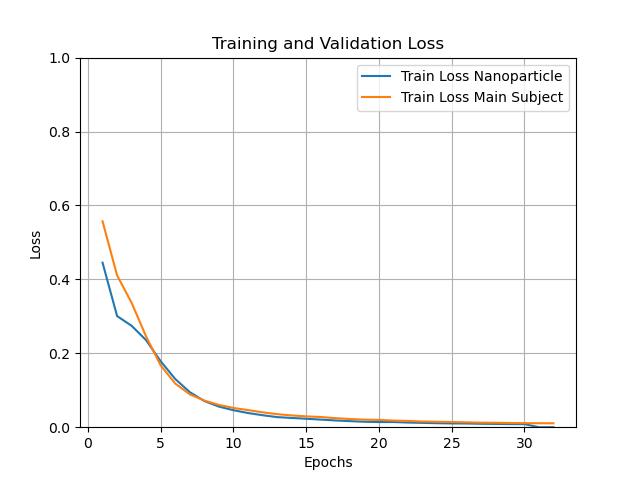 Training and Validation Loss
Train Loss Nanoparticle
Train Loss Main Subject
1.0
0.8
0.6
0.4
0.2
0.0
Loss
0 5 10 15 20 25 30
Epochs